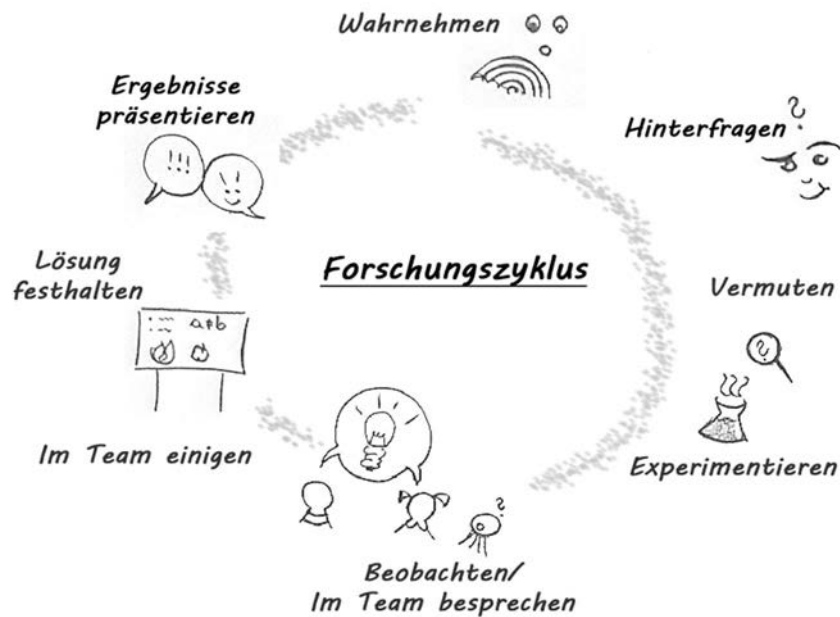 Wahrnehmen
Hinterfragen
?
Vermuten
?
Experimentieren
Beobachten/
Im Team besprechen
?
Im Team einigen
Lösung
festhalten
a≠b
Ergebnisse
präsentieren
!!!
Forschungszyklus